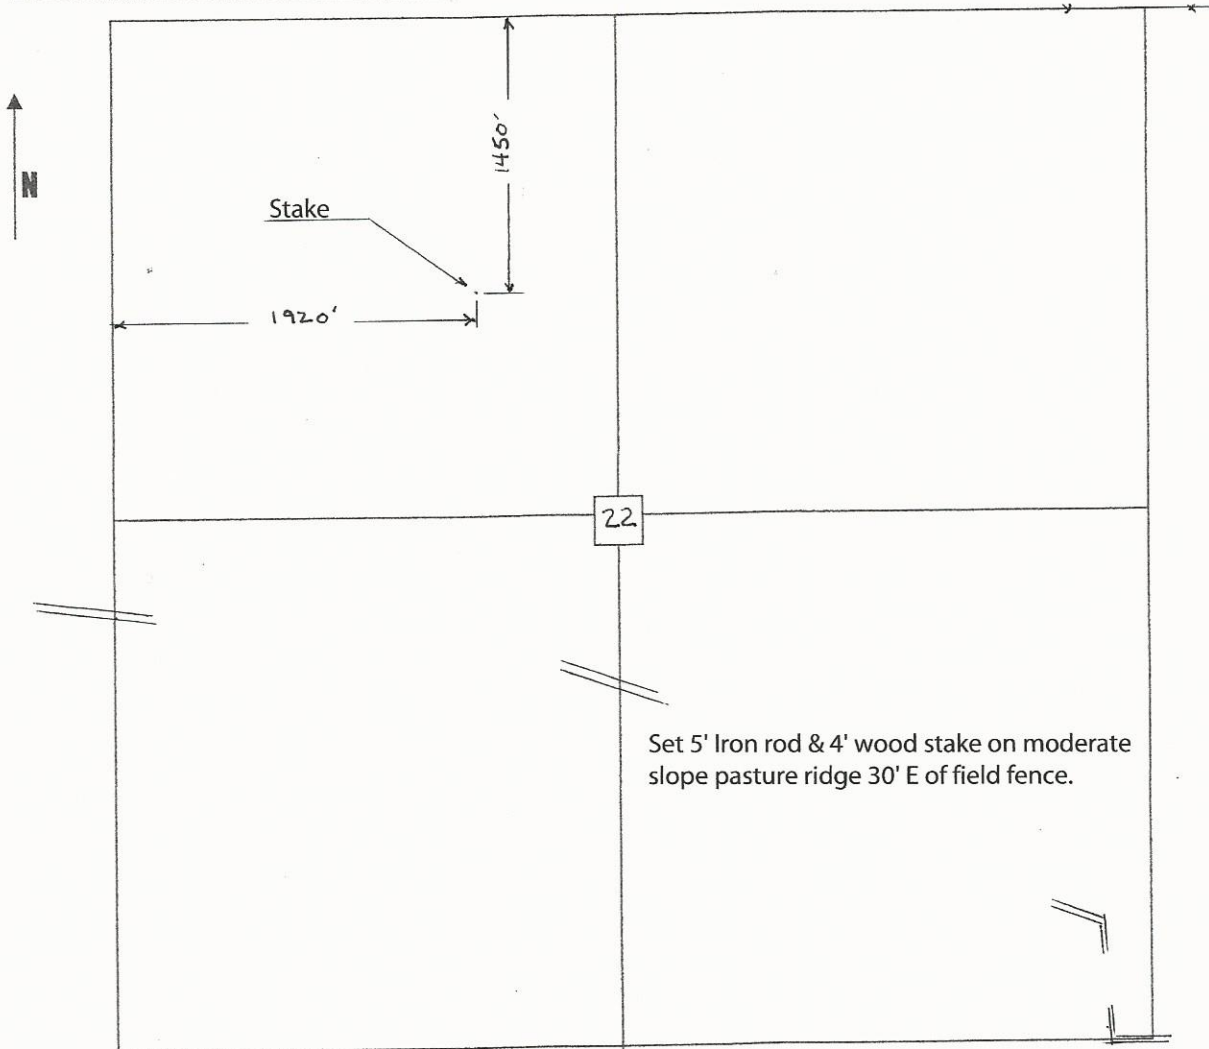 1450'
N
Stake
1920'
22
Set 5' Iron rod & 4' wood stake on moderate
slope pasture ridge 30' E of field fence.